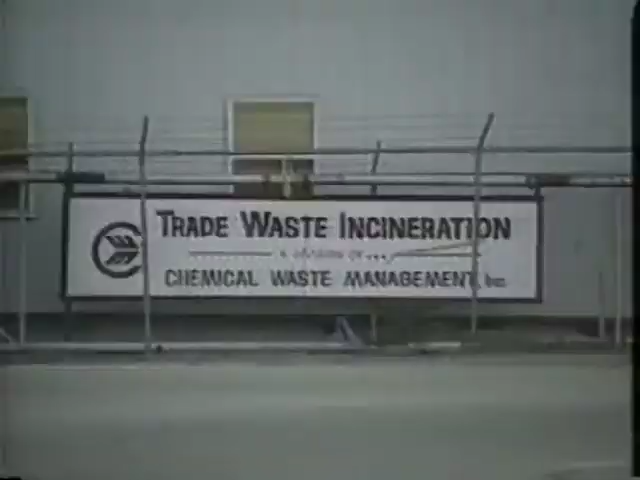 TRADE WASTE INCINERATION
A DIVISION OF
CHEMICAL WASTE MANAGEMENT, Inc.